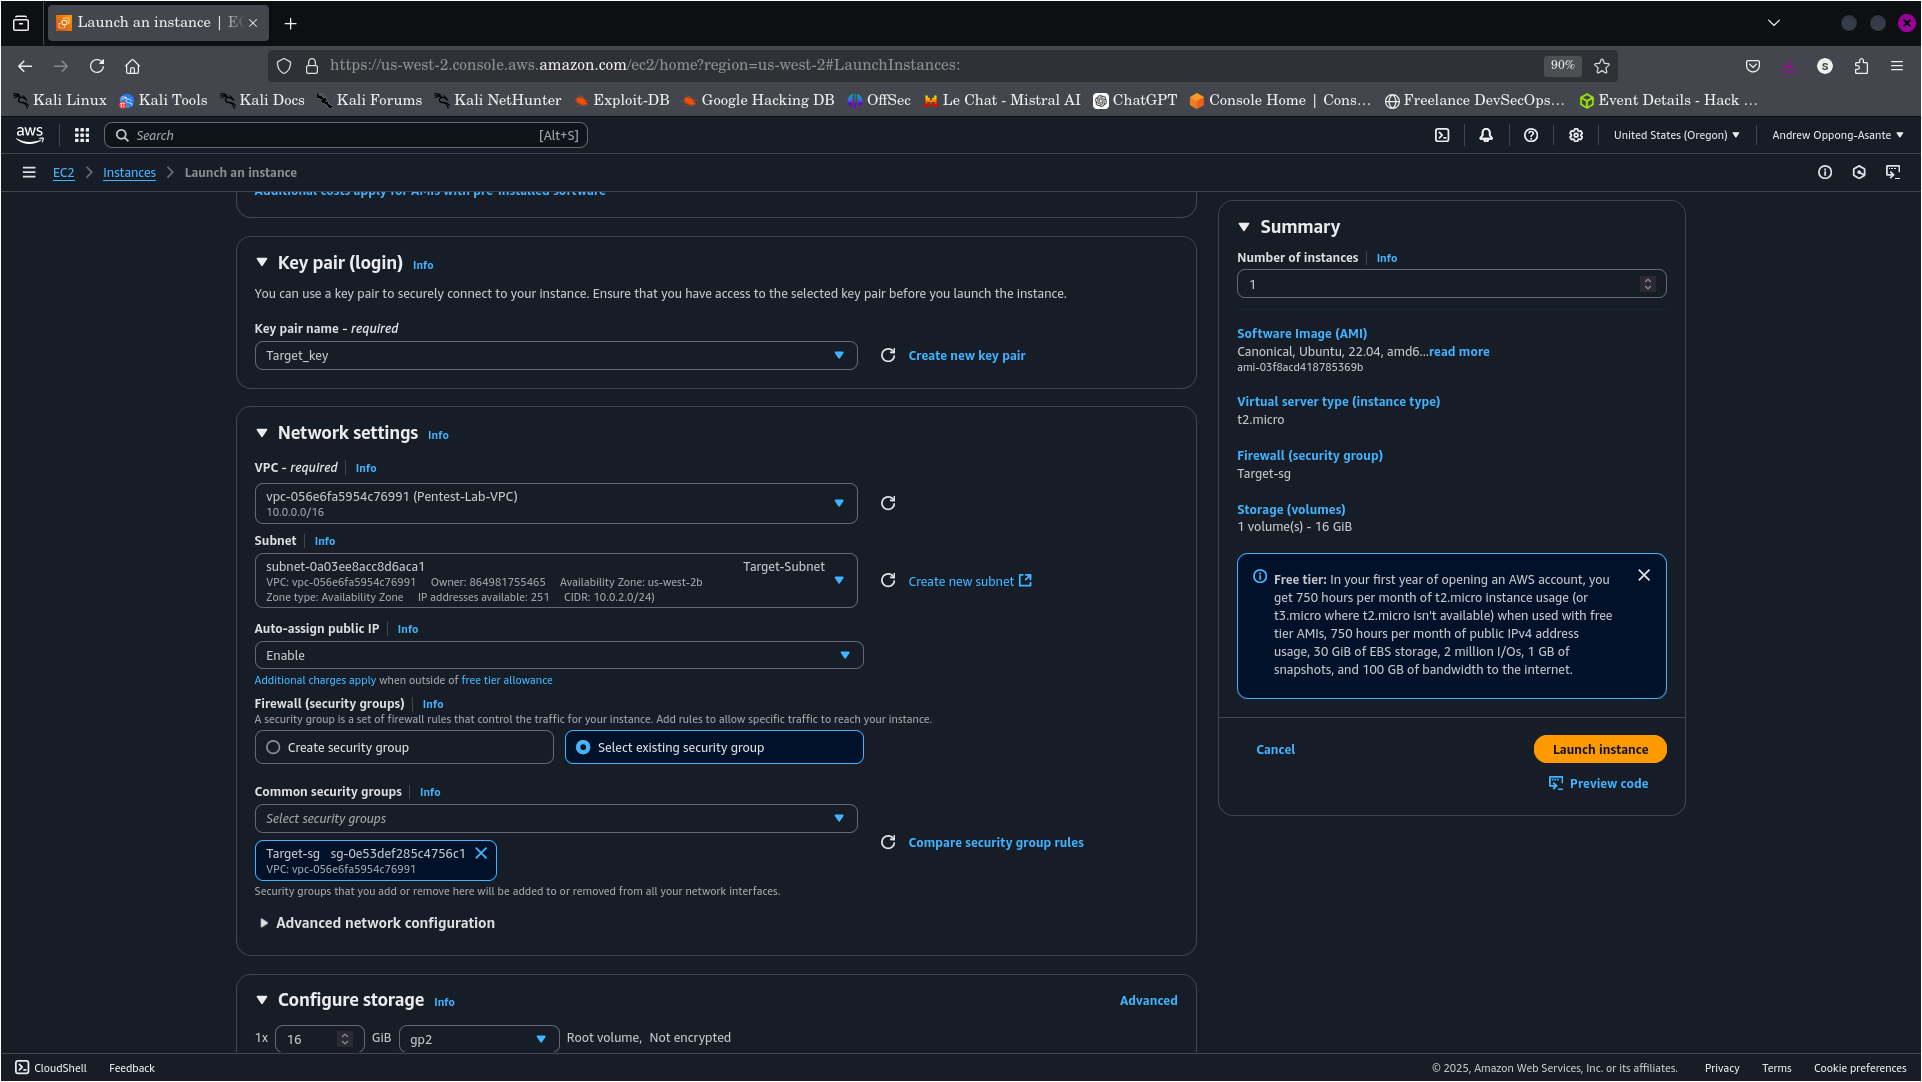 Launch an instance | EC
https://us-west-2.console.aws.amazon.com/ec2/home?region=us-west-2#LaunchInstances:
90%
S
Kali Linux Kali Tools Kali Docs Kali Forums Kali NetHunter Exploit-DB Google Hacking DB OffSec Le Chat - Mistral AI ChatGPT Console Home | Cons… Freelance DevSecOps… Event Details - Hack …
aws Search [Alt+S] United States (Oregon) Andrew Oppong-Asante
EC2 Instances Launch an instance
Additional costs apply for AMIs with pre-installed software
Key pair (login) Info
You can use a key pair to securely connect to your instance. Ensure that you have access to the selected key pair before you launch the instance.
Key pair name - required
Target_key
Create new key pair
Network settings Info
VPC - required Info
vpc-056e6fa5954c76991 (Pentest-Lab-VPC)
10.0.0.0/16
Subnet Info
subnet-0a03ee8acc8d6aca1 Target-Subnet
VPC: vpc-056e6fa5954c76991 Owner: 864981755465 Availability Zone: us-west-2b
Zone type: Availability Zone IP addresses available: 251 CIDR: 10.0.2.0/24)
Create new subnet
Auto-assign public IP Info
Enable
Additional charges apply when outside of free tier allowance
Firewall (security groups) Info
A security group is a set of firewall rules that control the traffic for your instance. Add rules to allow specific traffic to reach your instance.
Create security group Select existing security group
Common security groups Info
Select security groups
Compare security group rules
Target-sg sg-0e53def285c4756c1
VPC: vpc-056e6fa5954c76991
Security groups that you add or remove here will be added to or removed from all your network interfaces.
Advanced network configuration
Configure storage Info Advanced
1x 16 GiB gp2 Root volume, Not encrypted
Summary
Number of instances Info
1
Software Image (AMI)
Canonical, Ubuntu, 22.04, amd6...read more
ami-03f8acd418785369b
Virtual server type (instance type)
t2.micro
Firewall (security group)
Target-sg
Storage (volumes)
1 volume(s) - 16 GiB
Free tier: In your first year of opening an AWS account, you
get 750 hours per month of t2.micro instance usage (or
t3.micro where t2.micro isn't available) when used with free
tier AMIs, 750 hours per month of public IPv4 address
usage, 30 GiB of EBS storage, 2 million I/Os, 1 GB of
snapshots, and 100 GB of bandwidth to the internet.
Cancel Launch instance
Preview code
CloudShell Feedback © 2025, Amazon Web Services, Inc. or its affiliates. Privacy Terms Cookie preferences